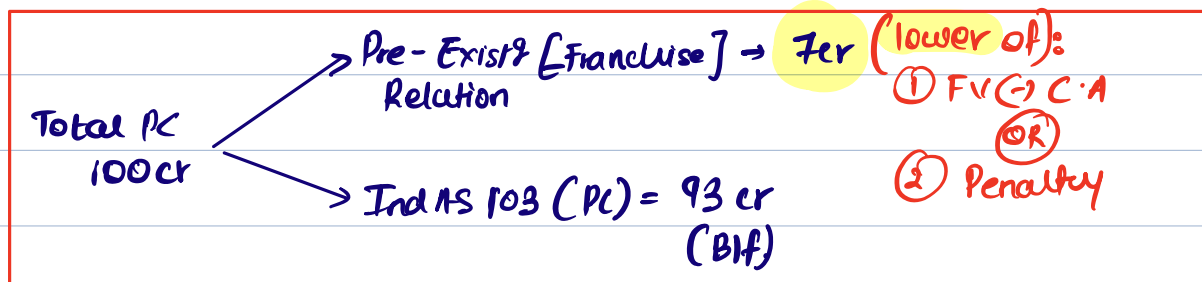 Pre-Existg [Franchise] → 7cr (lower of):
Relation
① FV (-) C.A
OR
② Penaltey
Total PC
100cr
Ind AS 103 (PC) = 93 cr
(B/f)